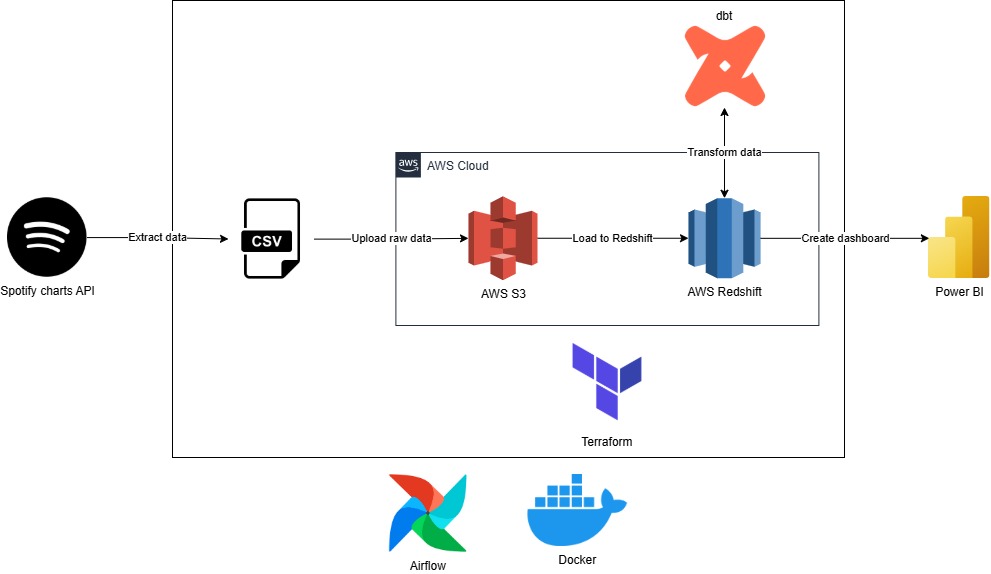 dbt
Transform data
aws
AWS Cloud
Extract data
CSV
Upload raw data
Load to Redshift
Create dashboard
Spotify charts API
AWS S3
AWS Redshift
Power BI
Terraform
Airflow
Docker